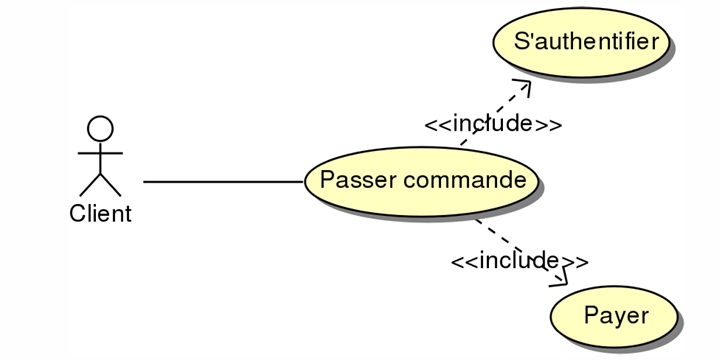 S'authentifier
<<include>>
Passer commande
Client
<<include>>
Payer